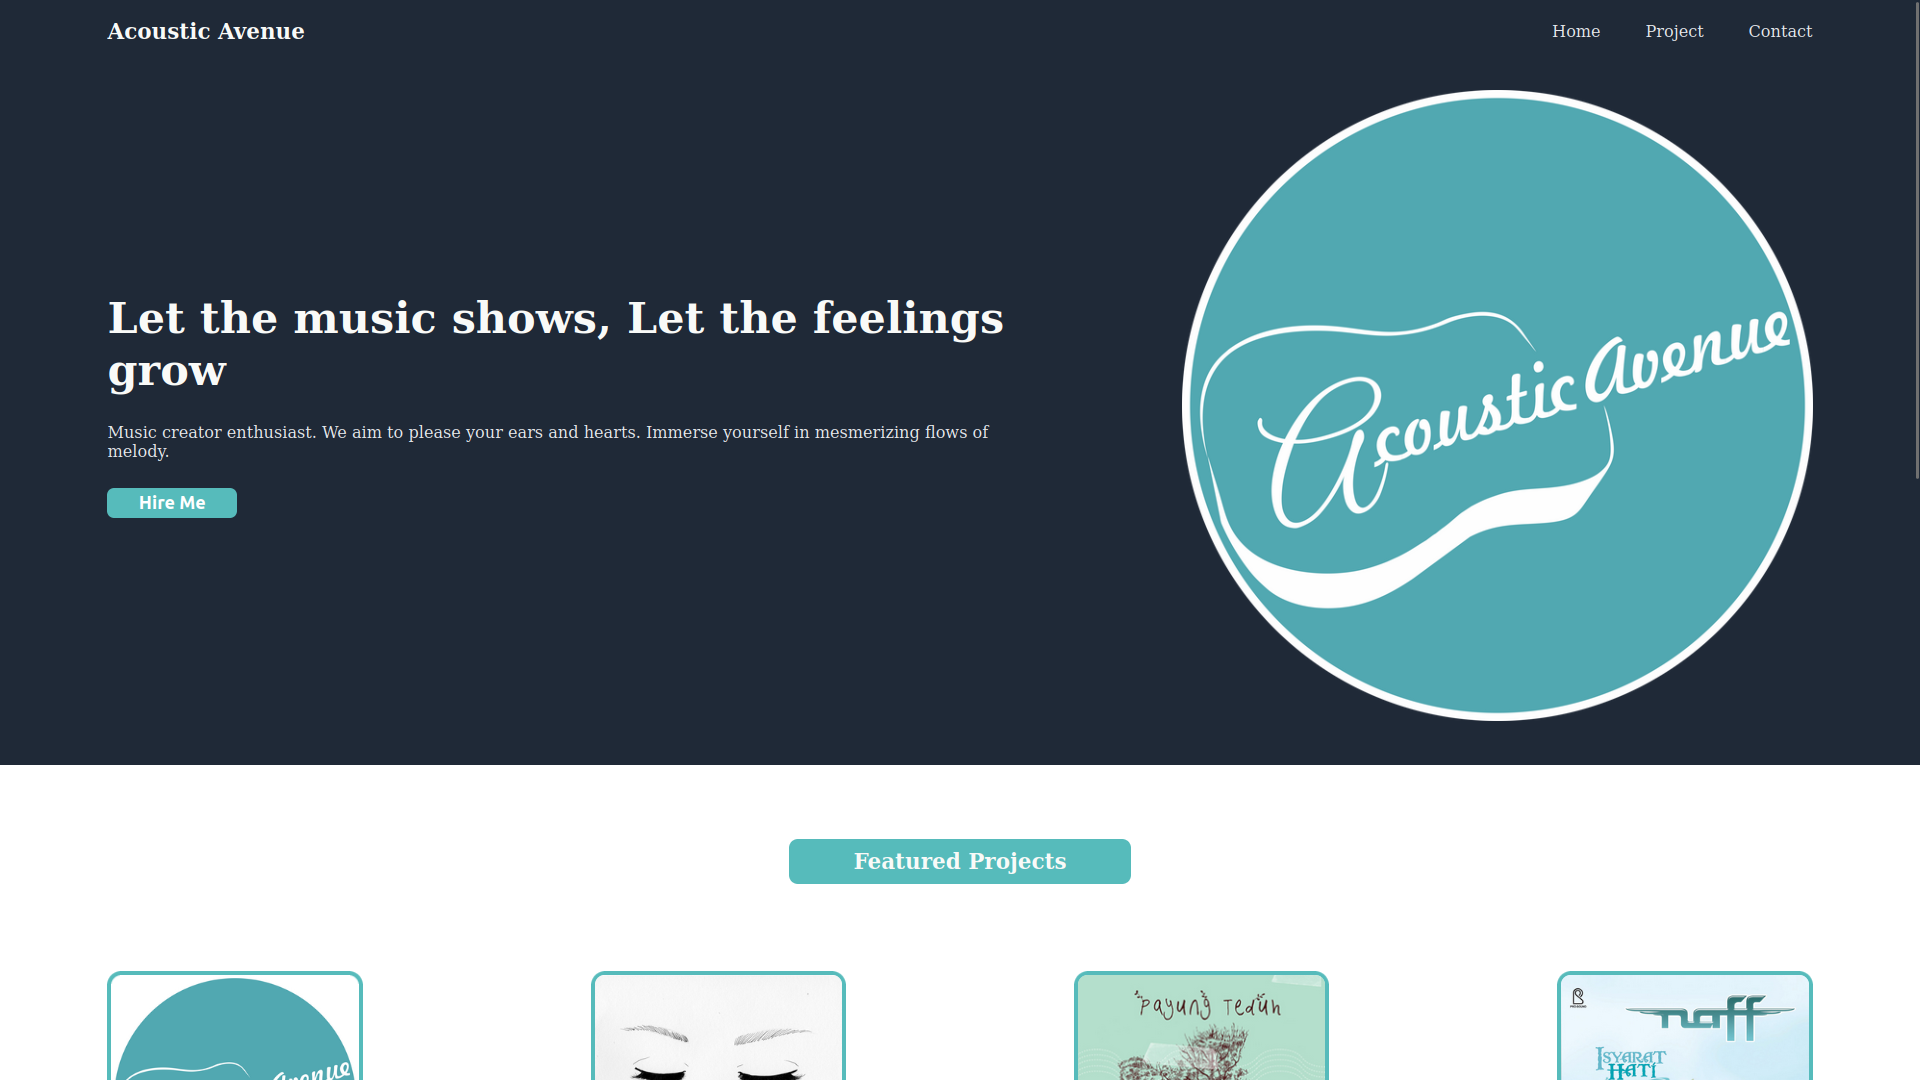 Acoustic Avenue
Home
Project
Contact
Let the music shows, Let the feelings
grow
Music creator enthusiast. We aim to please your ears and hearts. Immerse yourself in mesmerizing flows of
melody.
Hire Me
Acoustic Avenue
Featured Projects
Payung Teduh
naff
ISYARAT
HATI